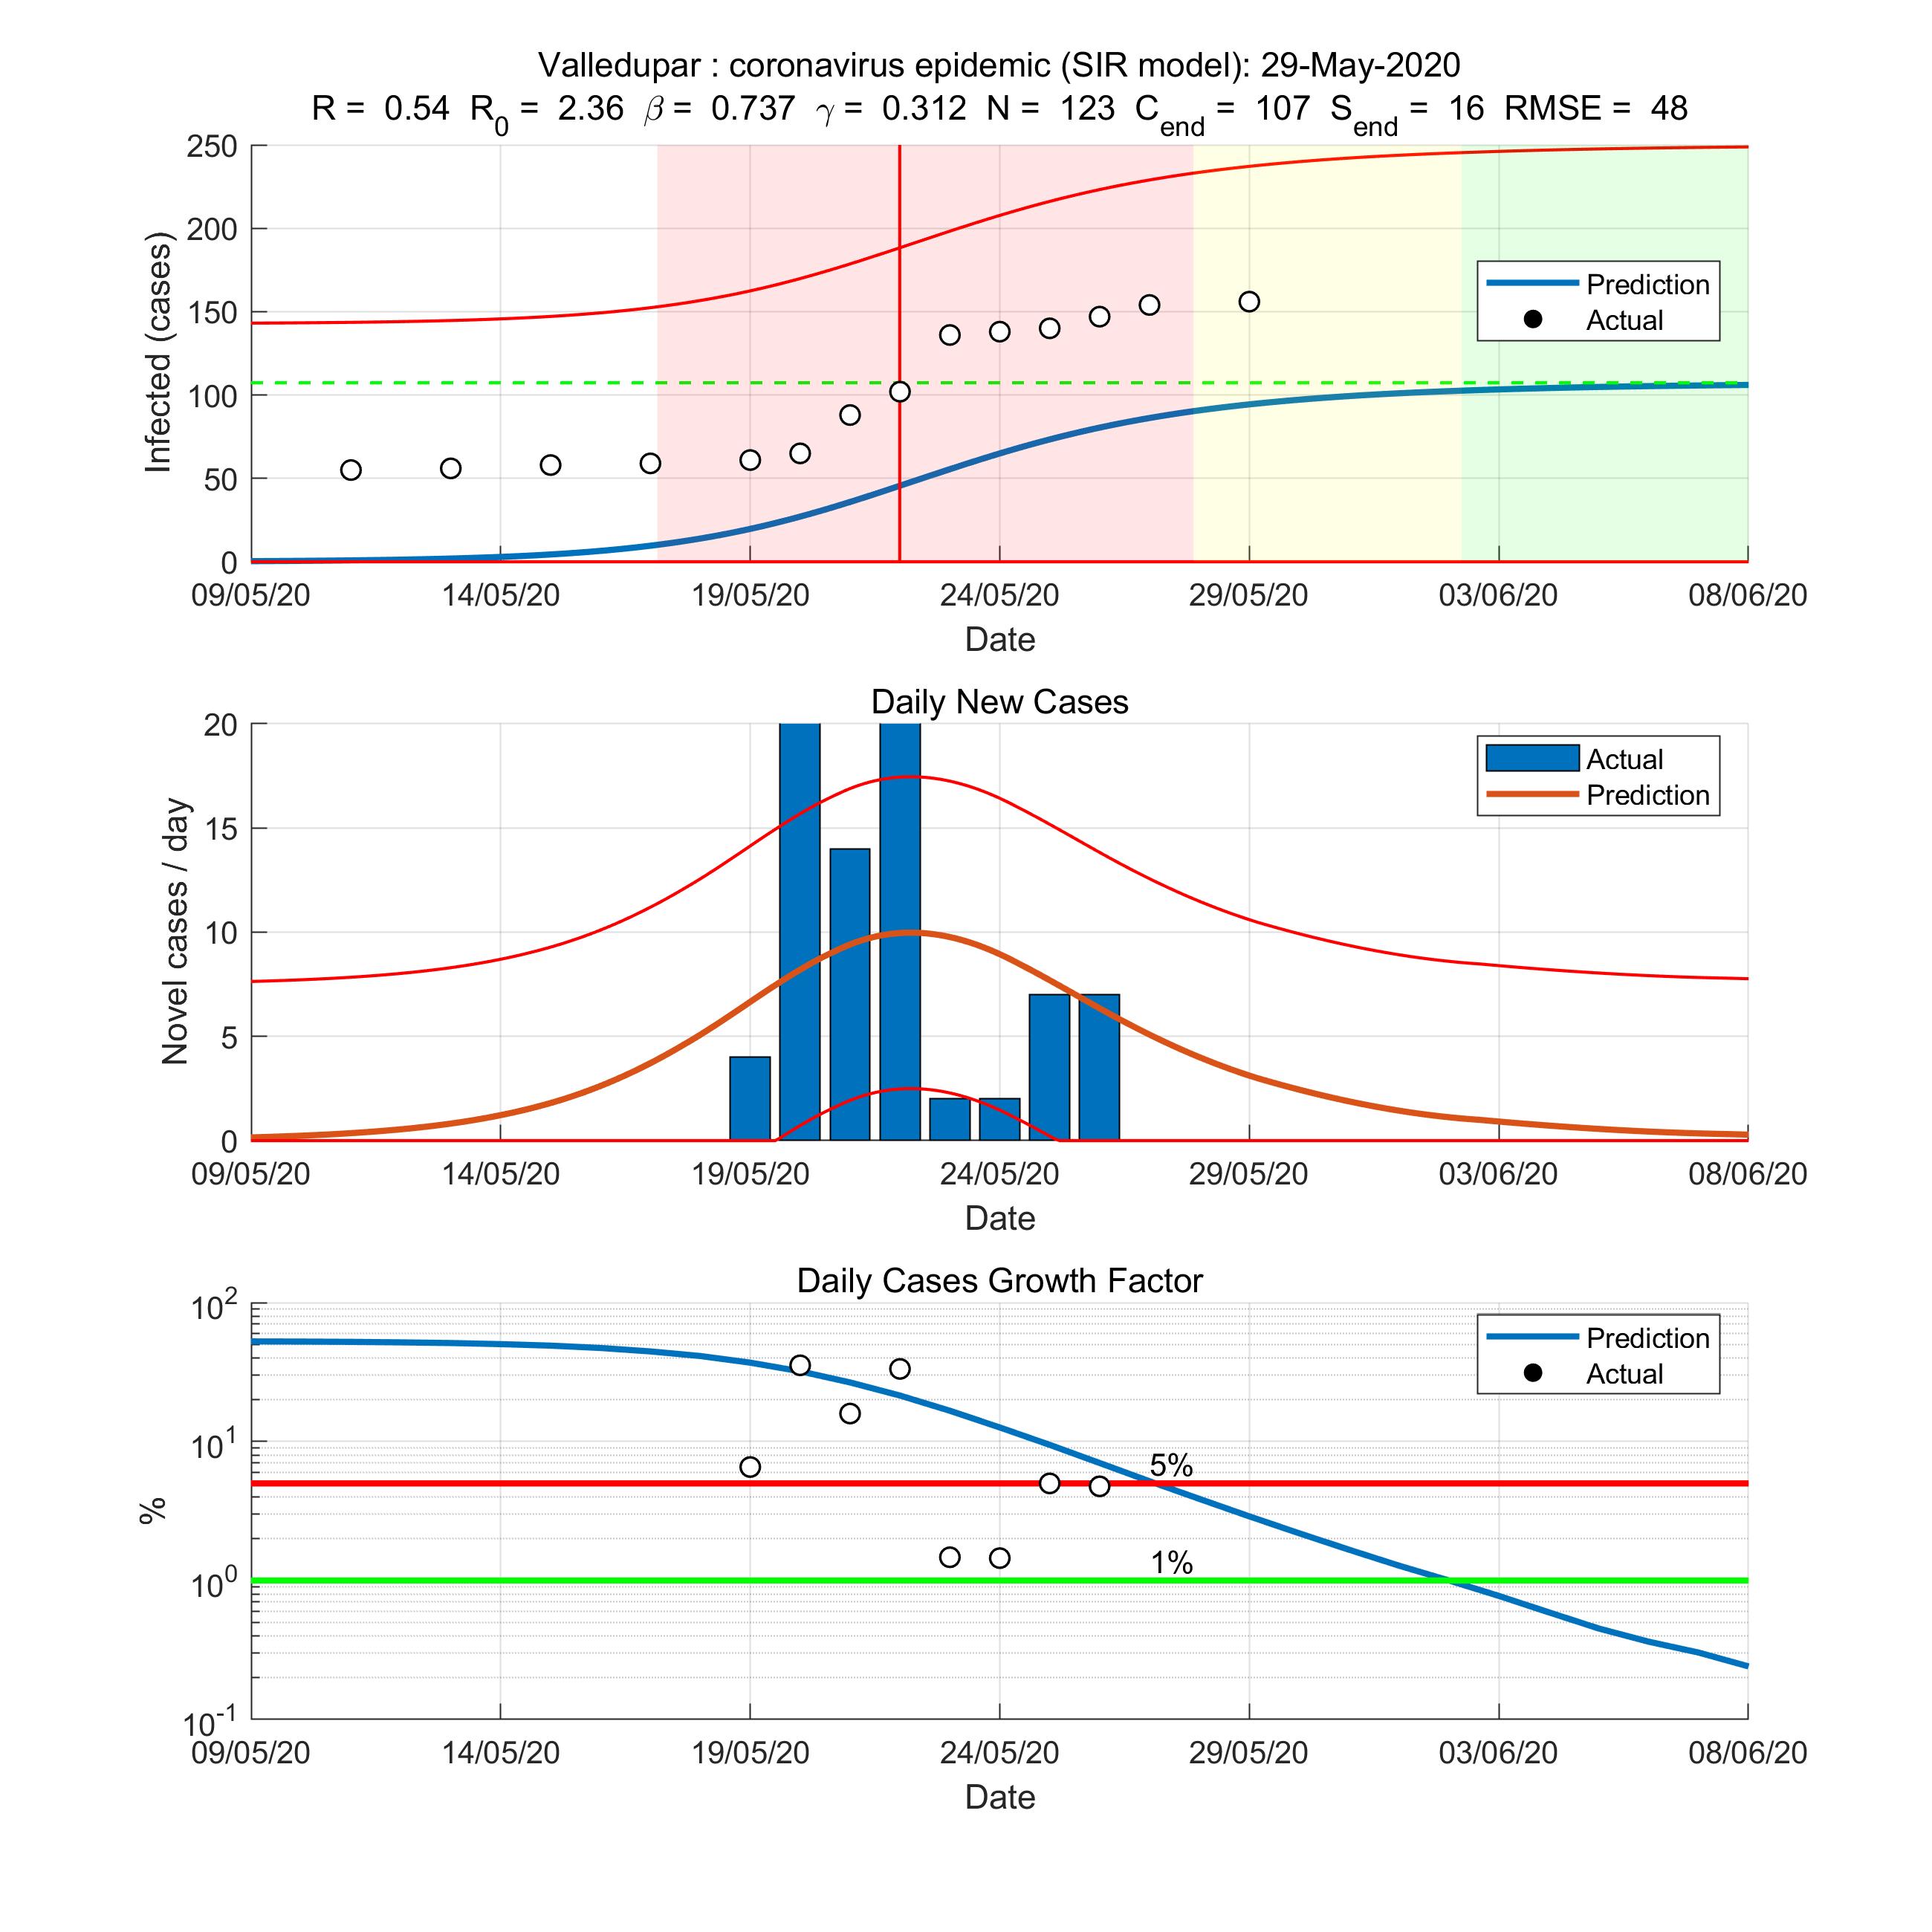 Valledupar : coronavirus epidemic (SIR model): 29-May-2020
R = 0.54 R0 = 2.36 β = 0.737 γ = 0.312 N = 123 Cend = 107 Send = 16 RMSE = 48
250
200
150
100
50
0
Infected (cases)
Prediction
Actual
09/05/20 14/05/20 19/05/20 24/05/20 29/05/20 03/06/20 08/06/20
Date
Daily New Cases
20
15
10
5
0
Novel cases / day
Actual
Prediction
09/05/20 14/05/20 19/05/20 24/05/20 29/05/20 03/06/20 08/06/20
Date
Daily Cases Growth Factor
10^2
10^1
10^0
10^-1
%
Prediction
Actual
5%
1%
09/05/20 14/05/20 19/05/20 24/05/20 29/05/20 03/06/20 08/06/20
Date